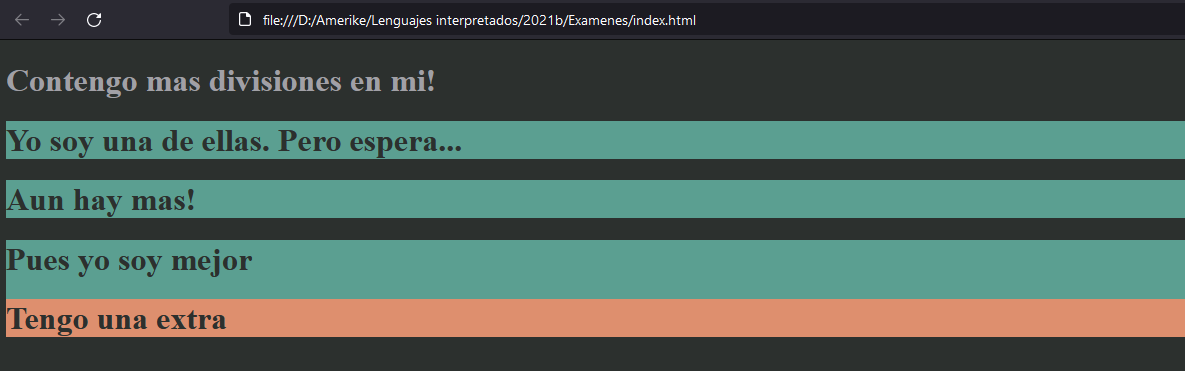 file:///D:/Amerike/Lenguajes interpretados/2021b/Examenes/index.html
Contengo mas divisiones en mi!
Yo soy una de ellas. Pero espera...
Aun hay mas!
Pues yo soy mejor
Tengo una extra